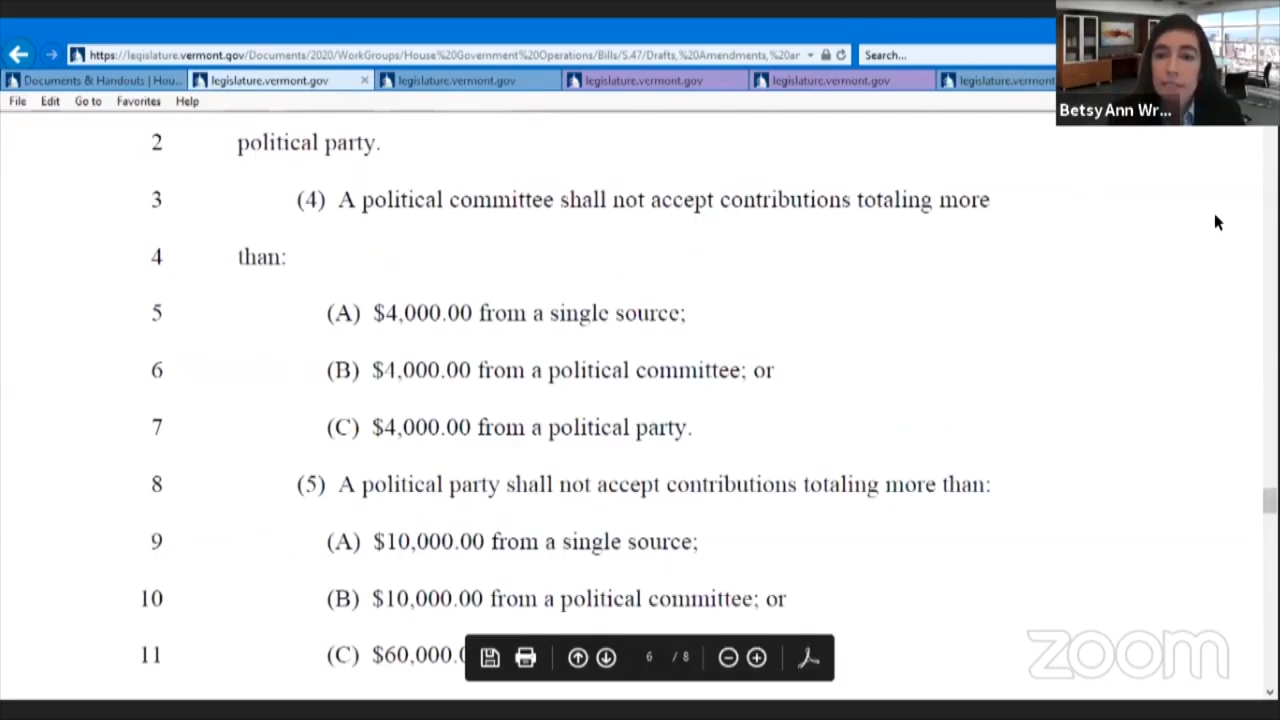 https://legislature.vermont.gov/Documents/2020/WorkGroups/House%20Government%20Operations/Bills/S.47/Drafts,%20Amendments,%20ar
Search...
Documents & Handouts | Hou...
legislature.vermont.gov
legislature.vermont.gov
legislature.vermont.gov
legislature.vermont.gov
legislature.vermont.gov
File Edit Go to Favorites Help
Betsy Ann Wr...
2 political party.
3 (4) A political committee shall not accept contributions totaling more
4 than:
5 (A) $4,000.00 from a single source;
6 (B) $4,000.00 from a political committee; or
7 (C) $4,000.00 from a political party.
8 (5) A political party shall not accept contributions totaling more than:
9 (A) $10,000.00 from a single source;
10 (B) $10,000.00 from a political committee; or
11 (C) $60,000.
6 / 8
zoom